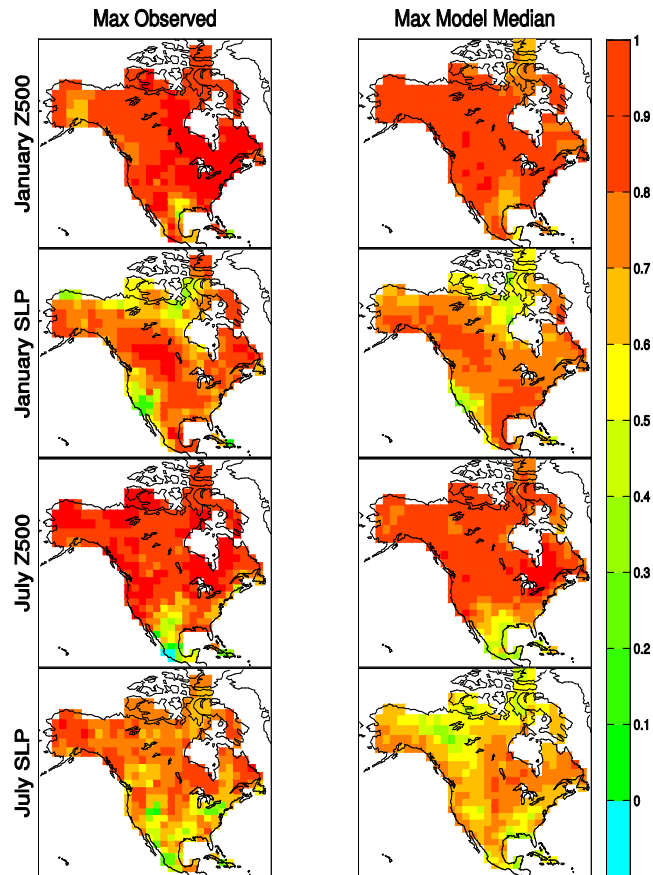 Max Observed
Max Model Median
January Z500
January SLP
July Z500
July SLP
1
0.9
0.8
0.7
0.6
0.5
0.4
0.3
0.2
0.1
0